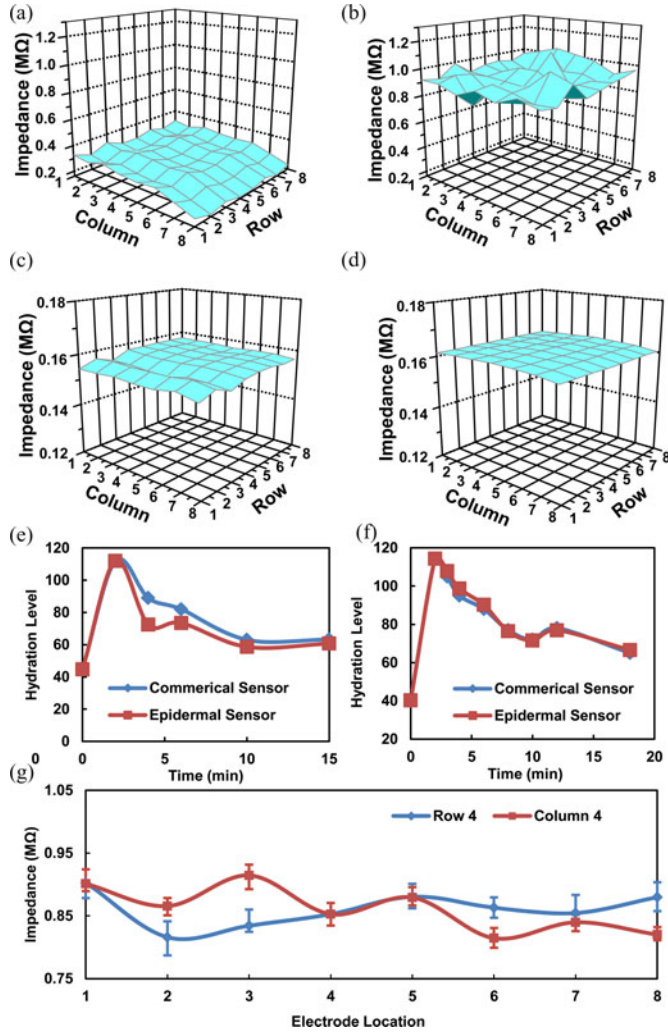 (a)
1.2
1.0
0.8
0.6
0.4
0.2
Impedance (MΩ)
1 2 3 4 5 6 7 8
Column
1 2 3 4 5 6 7 8
Row
(b)
1.2
1.0
0.8
0.6
0.4
0.2
Impedance (MΩ)
1 2 3 4 5 6 7 8
Column
1 2 3 4 5 6 7 8
Row
(c)
0.18
0.16
0.14
0.12
Impedance (MΩ)
1 2 3 4 5 6 7 8
Column
1 2 3 4 5 6 7 8
Row
(d)
0.18
0.16
0.14
0.12
Impedance (MΩ)
1 2 3 4 5 6 7 8
Column
1 2 3 4 5 6 7 8
Row
(e)
120
100
80
60
40
20
0
Hydration Level
Commerical Sensor
Epidermal Sensor
0 0 5 10 15
Time (min)
(f)
120
100
80
60
40
20
Hydration Level
Commerical Sensor
Epidermal Sensor
0 5 10 15 20
Time (min)
(g)
1.05
0.95
0.85
0.75
Impedance (MΩ)
Row 4 Column 4
1 2 3 4 5 6 7 8
Electrode Location